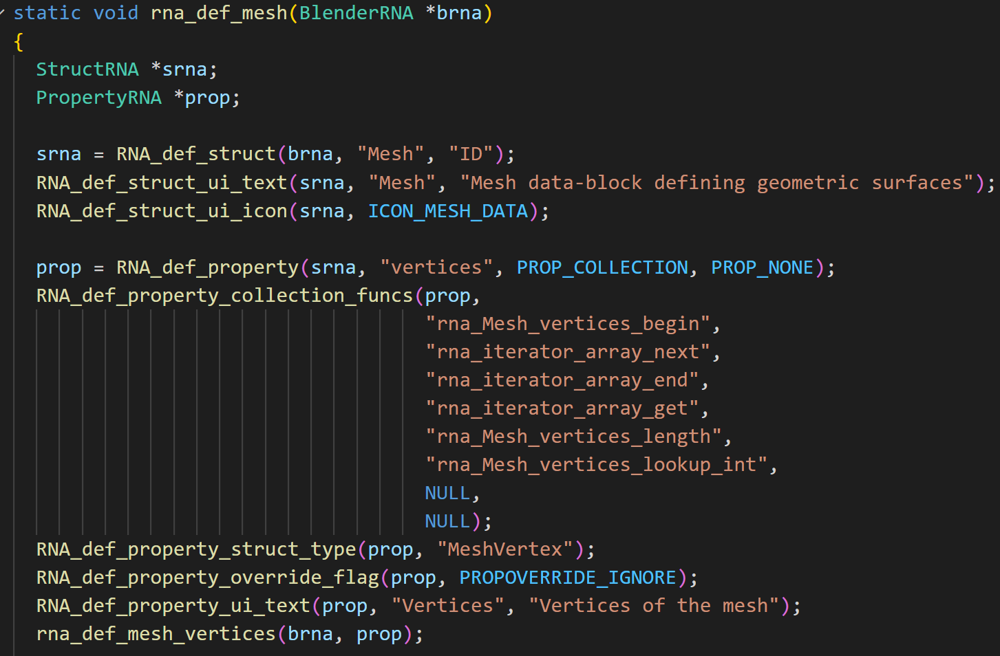 static void rna_def_mesh(BlenderRNA *brna)
{
StructRNA *srna;
PropertyRNA *prop;
srna = RNA_def_struct(brna, "Mesh", "ID");
RNA_def_struct_ui_text(srna, "Mesh", "Mesh data-block defining geometric surfaces");
RNA_def_struct_ui_icon(srna, ICON_MESH_DATA);
prop = RNA_def_property(srna, "vertices", PROP_COLLECTION, PROP_NONE);
RNA_def_property_collection_funcs(prop,
"rna_Mesh_vertices_begin",
"rna_iterator_array_next",
"rna_iterator_array_end",
"rna_iterator_array_get",
"rna_Mesh_vertices_length",
"rna_Mesh_vertices_lookup_int",
NULL,
NULL);
RNA_def_property_struct_type(prop, "MeshVertex");
RNA_def_property_override_flag(prop, PROPOVERRIDE_IGNORE);
RNA_def_property_ui_text(prop, "Vertices", "Vertices of the mesh");
rna_def_mesh_vertices(brna, prop);